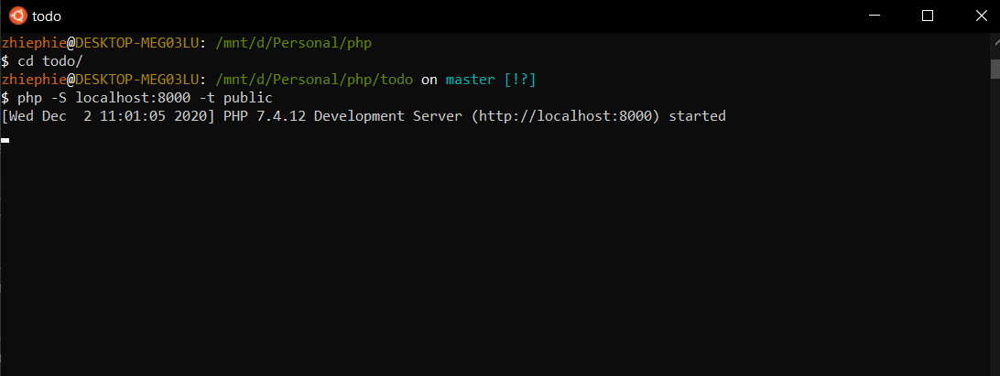 todo
zhiephie@DESKTOP-MEG03LU: /mnt/d/Personal/php
$ cd todo/
zhiephie@DESKTOP-MEG03LU: /mnt/d/Personal/php/todo on master [!?]
$ php -S localhost:8000 -t public
[Wed Dec  2 11:01:05 2020] PHP 7.4.12 Development Server (http://localhost:8000) started